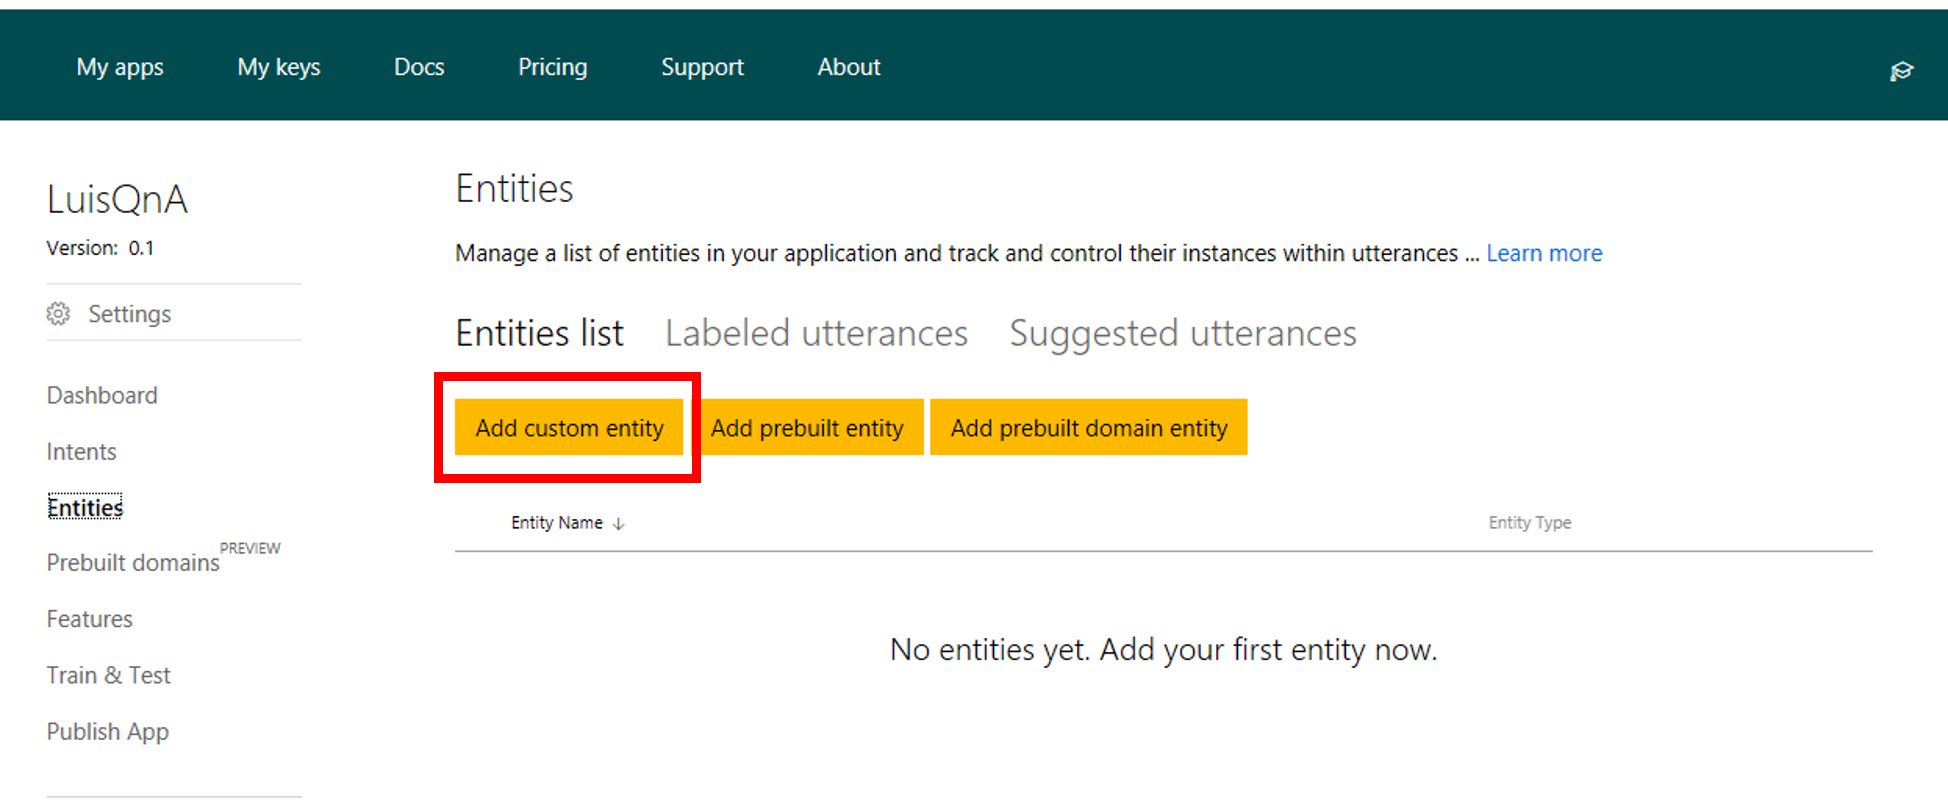 My apps My keys Docs Pricing Support About
LuisQnA
Version: 0.1
Settings
Dashboard
Intents
Entities
Prebuilt domains PREVIEW
Features
Train & Test
Publish App
Entities
Manage a list of entities in your application and track and control their instances within utterances ... Learn more
Entities list Labeled utterances Suggested utterances
Add custom entity Add prebuilt entity Add prebuilt domain entity
Entity Name ↓ Entity Type
No entities yet. Add your first entity now.